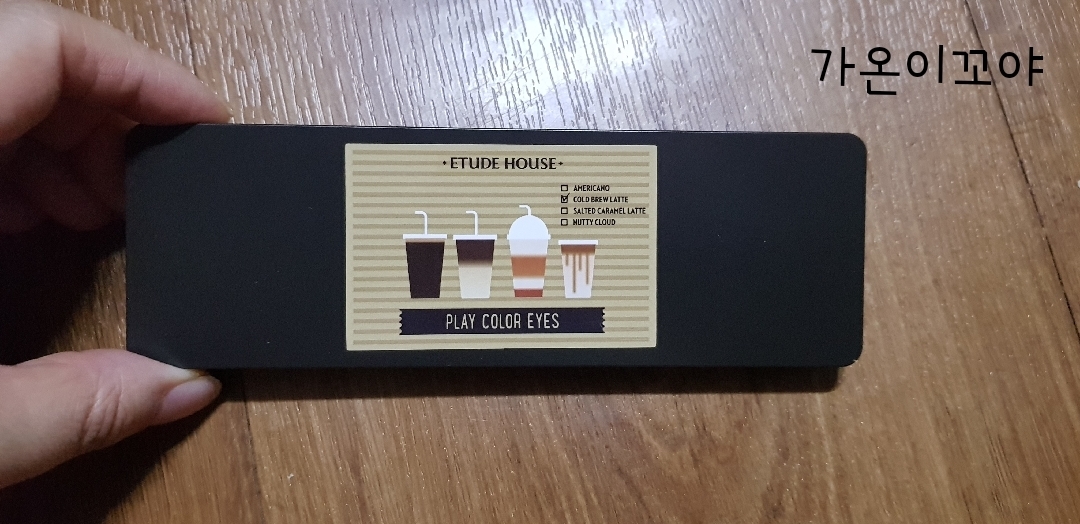 가온이꼬야
ETUDE HOUSE
AMERICANO
COLD BREW LATTE
SALTED CARAMEL LATTE
NUTTY CLOUD
PLAY COLOR EYES